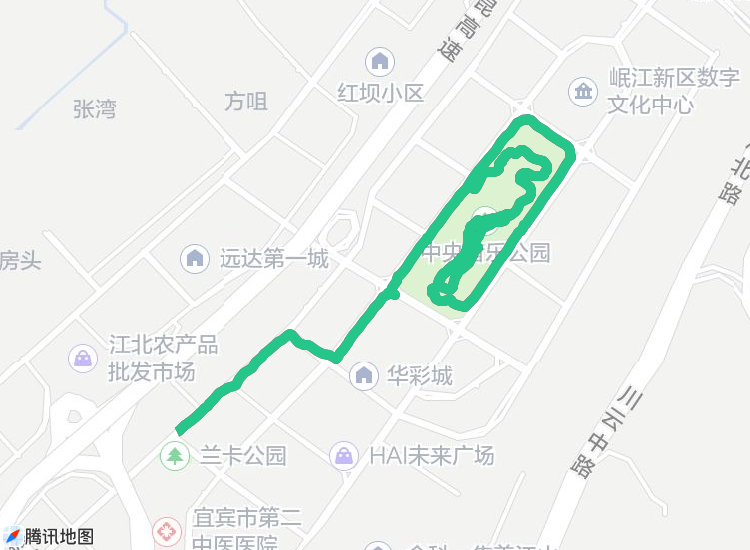 昆高速
岷江新区数字
文化中心
红坝小区
方咀
张湾
北路
中央音乐公园
远达第一城
房头
江北农产品
批发市场
华彩城
川云中路
兰卡公园
HAI未来广场
宜宾市第二
中医医院
腾讯地图